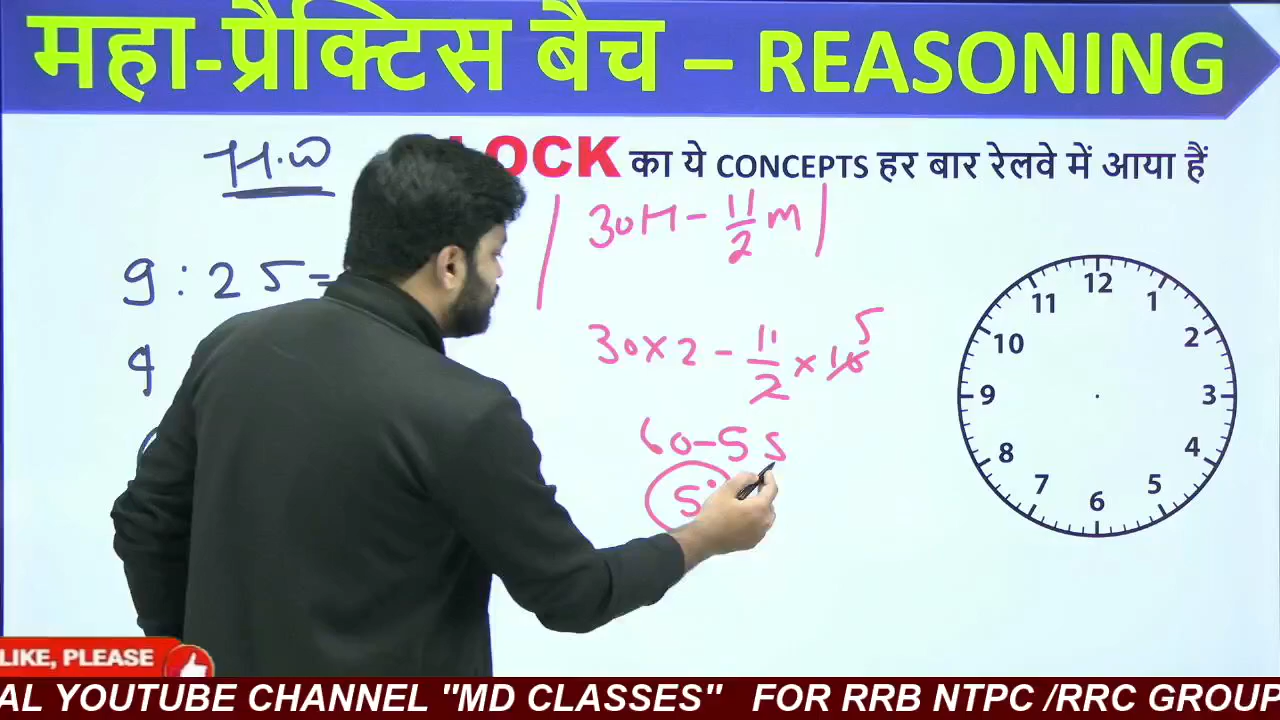 महा-प्रैक्टिस बैच – REASONING
LOCK का ये CONCEPTS हर बार रेलवे में आया हैं
H.W
9:25=
4
|30H - 11/2 m|
30×2 - 11/2 × 10 5
60-55
5°
12
1
2
3
4
5
6
7
8
9
10
11
LIKE, PLEASE
AL YOUTUBE CHANNEL "MD CLASSES" FOR RRB NTPC /RRC GROUP